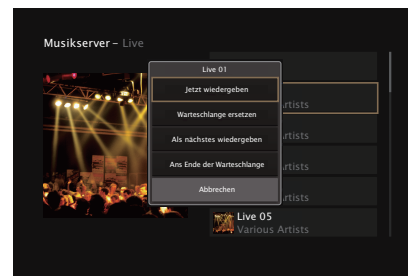 Musikserver – Live
Live 01
Jetzt wiedergeben
Warteschlange ersetzen
Als nächstes wiedergeben
Ans Ende der Warteschlange
Abbrechen
Artists
Artists
Artists
Artists
Live 05
Various Artists